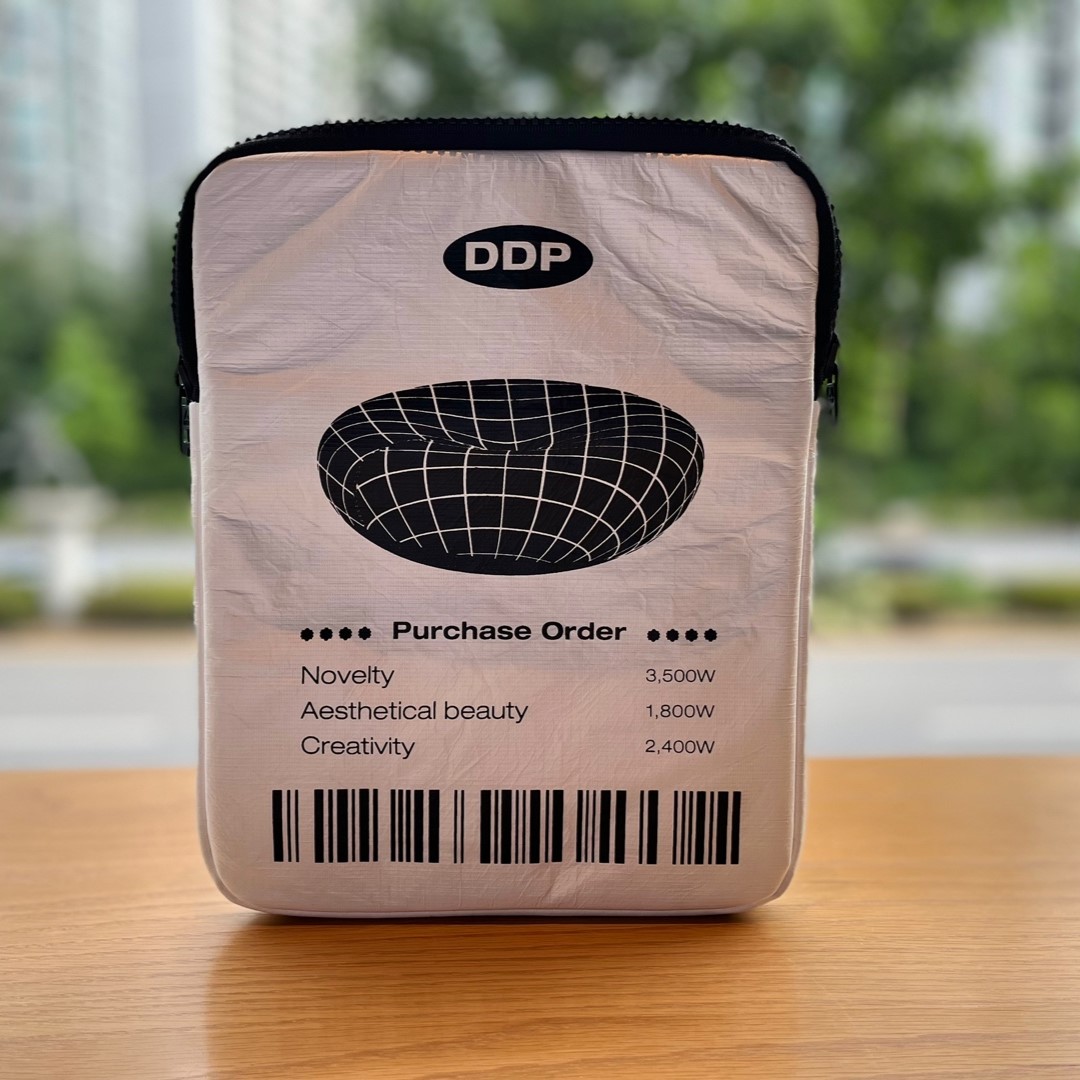 DDP
Purchase Order
Novelty 3,500W
Aesthetical beauty 1,800W
Creativity 2,400W